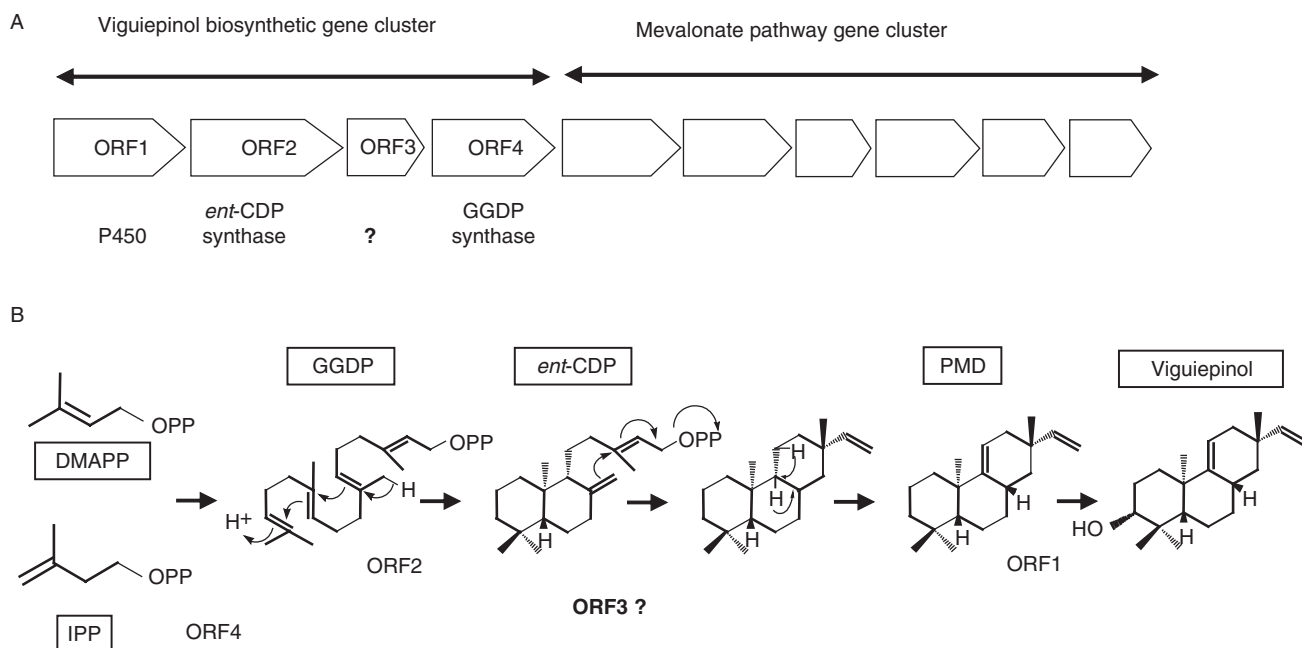 A
Viguiepinol biosynthetic gene cluster
Mevalonate pathway gene cluster
ORF1
ORF2
ORF3
ORF4
P450
ent-CDP
synthase
?
GGDP
synthase
B
GGDP
ent-CDP
PMD
Viguiepinol
OPP
DMAPP
OPP
IPP
ORF4
OPP
H
H+
ORF2
OPP
H
ORF3 ?
H
H
H
H
H
ORF1
HO
H
H